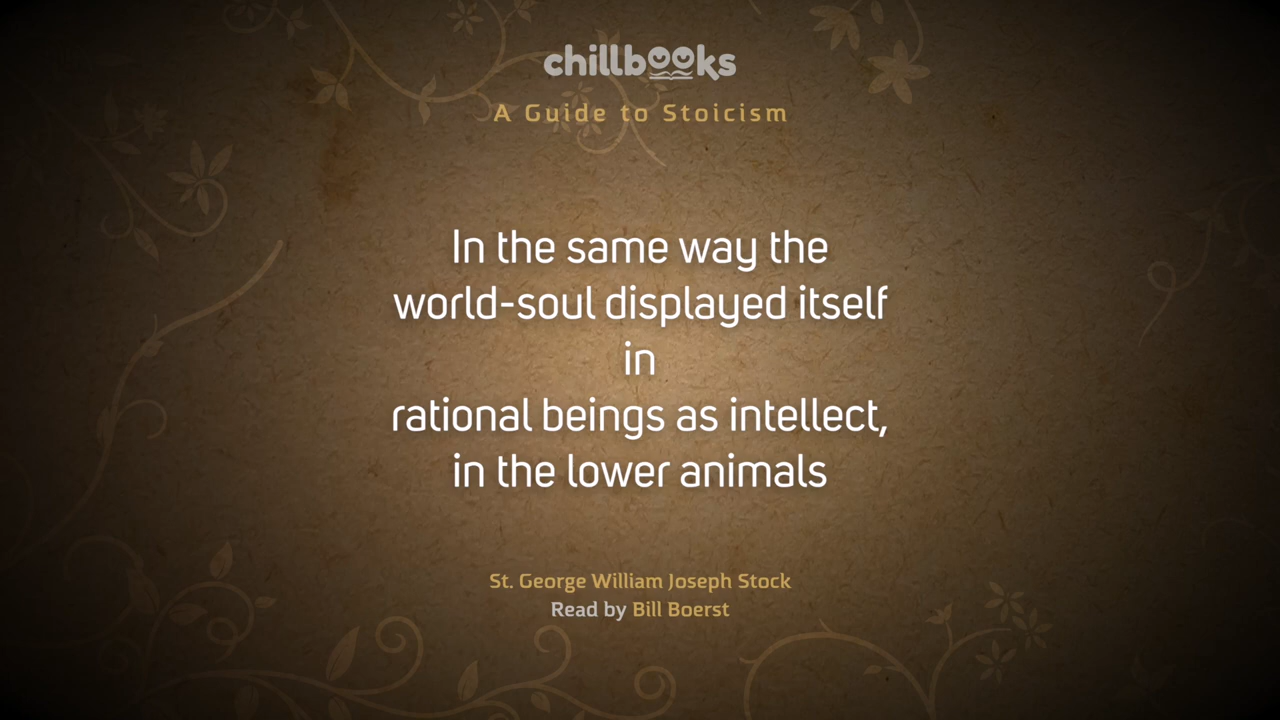 chillbooks
A Guide to Stoicism
In the same way the
world-soul displayed itself
in
rational beings as intellect,
in the lower animals
St. George William Joseph Stock
Read by Bill Boerst